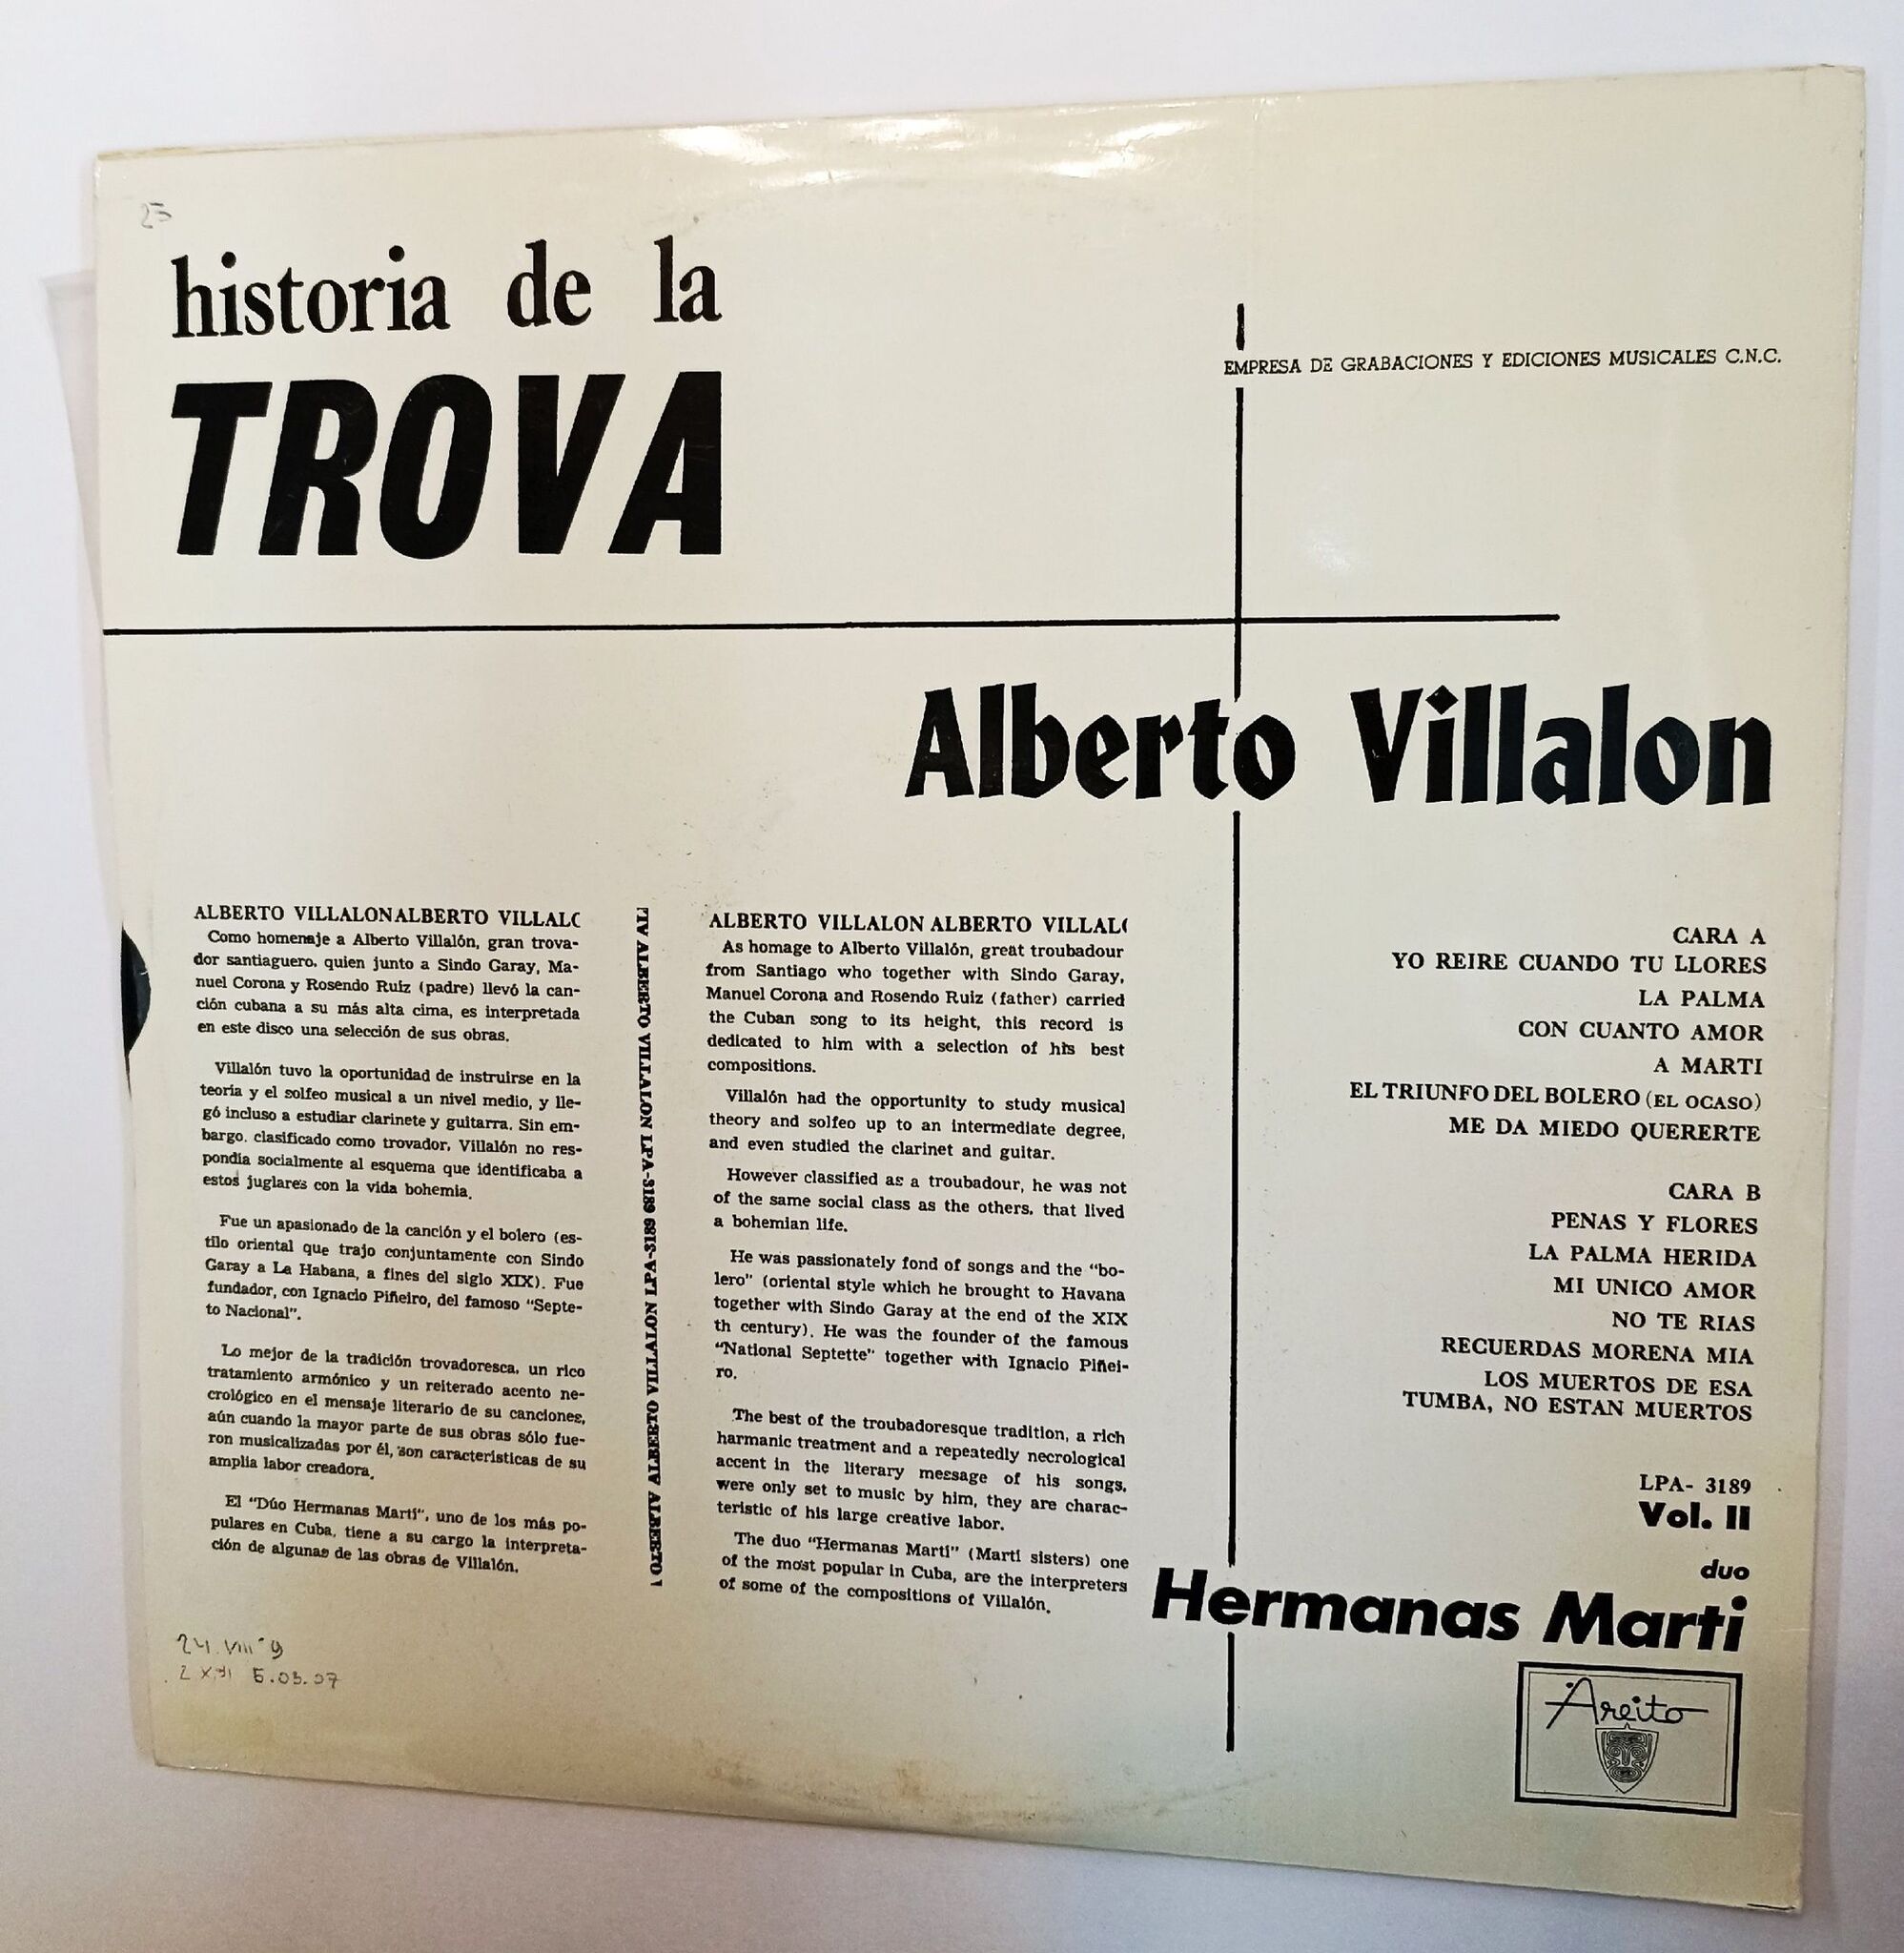 25
historia de la
TROVA
EMPRESA DE GRABACIONES Y EDICIONES MUSICALES C.N.C.
Alberto Villalon
ALBERTO VILLALON ALBERTO VILLALO
Como homenaje a Alberto Villalón, gran trova-
dor santiaguero, quien junto a Sindo Garay, Ma-
nuel Corona y Rosendo Ruiz (padre) llevó la can-
ción cubana a su más alta cima, es interpretada
en este disco una selección de sus obras.
Villalón tuvo la oportunidad de instruirse en la
teoría y el solfeo musical a un nivel medio, y lle-
gó incluso a estudiar clarinete y guitarra. Sin em-
bargo, clasificado como trovador, Villalón no res-
pondía socialmente al esquema que identificaba a
estos juglares con la vida bohemia.
Fue un apasionado de la canción y el bolero (es-
tilo oriental que trajo conjuntamente con Sindo
Garay a La Habana, a fines del siglo XIX). Fue
fundador, con Ignacio Piñeiro, del famoso "Septe-
to Nacional".
Lo mejor de la tradición trovadoresca, un rico
tratamiento armónico y un reiterado acento ne-
crológico en el mensaje literario de su canciones,
aún cuando la mayor parte de sus obras sólo fue-
ron musicalizadas por él, son características de su
amplia labor creadora.
El "Dúo Hermanas Martí", uno de los más po-
pulares en Cuba, tiene a su cargo la interpreta-
ción de algunas de las obras de Villalón.
ALBERTO VILLALON LPA-3189 ALBERTO VILLALON LPA-3189
ALBERTO VILLALON ALBERTO VILLALO
As homage to Alberto Villalón, great troubadour
from Santiago who together with Sindo Garay,
Manuel Corona and Rosendo Ruiz (father) carried
the Cuban song to its height, this record is
dedicated to him with a selection of his best
compositions.
Villalón had the opportunity to study musical
theory and solfeo up to an intermediate degree,
and even studied the clarinet and guitar.
However classified as a troubadour, he was not
of the same social class as the others, that lived
a bohemian life.
He was passionately fond of songs and the "bo-
lero" (oriental style which he brought to Havana
together with Sindo Garay at the end of the XIX
th century). He was the founder of the famous
"National Septette" together with Ignacio Piñei-
ro.
The best of the troubadoresque tradition, a rich
harmanic treatment and a repeatedly necrological
accent in the literary message of his songs,
were only set to music by him, they are charac-
teristic of his large creative labor.
The duo "Hermanas Marti" (Marti sisters) one
of the most popular in Cuba, are the interpreters
of some of the compositions of Villalón.
CARA A
YO REIRE CUANDO TU LLORES
LA PALMA
CON CUANTO AMOR
A MARTI
EL TRIUNFO DEL BOLERO (EL OCASO)
ME DA MIEDO QUERERTE
CARA B
PENAS Y FLORES
LA PALMA HERIDA
MI UNICO AMOR
NO TE RIAS
RECUERDAS MORENA MIA
LOS MUERTOS DE ESA
TUMBA, NO ESTAN MUERTOS
LPA- 3189
Vol. II
duo
Hermanas Marti
Areito